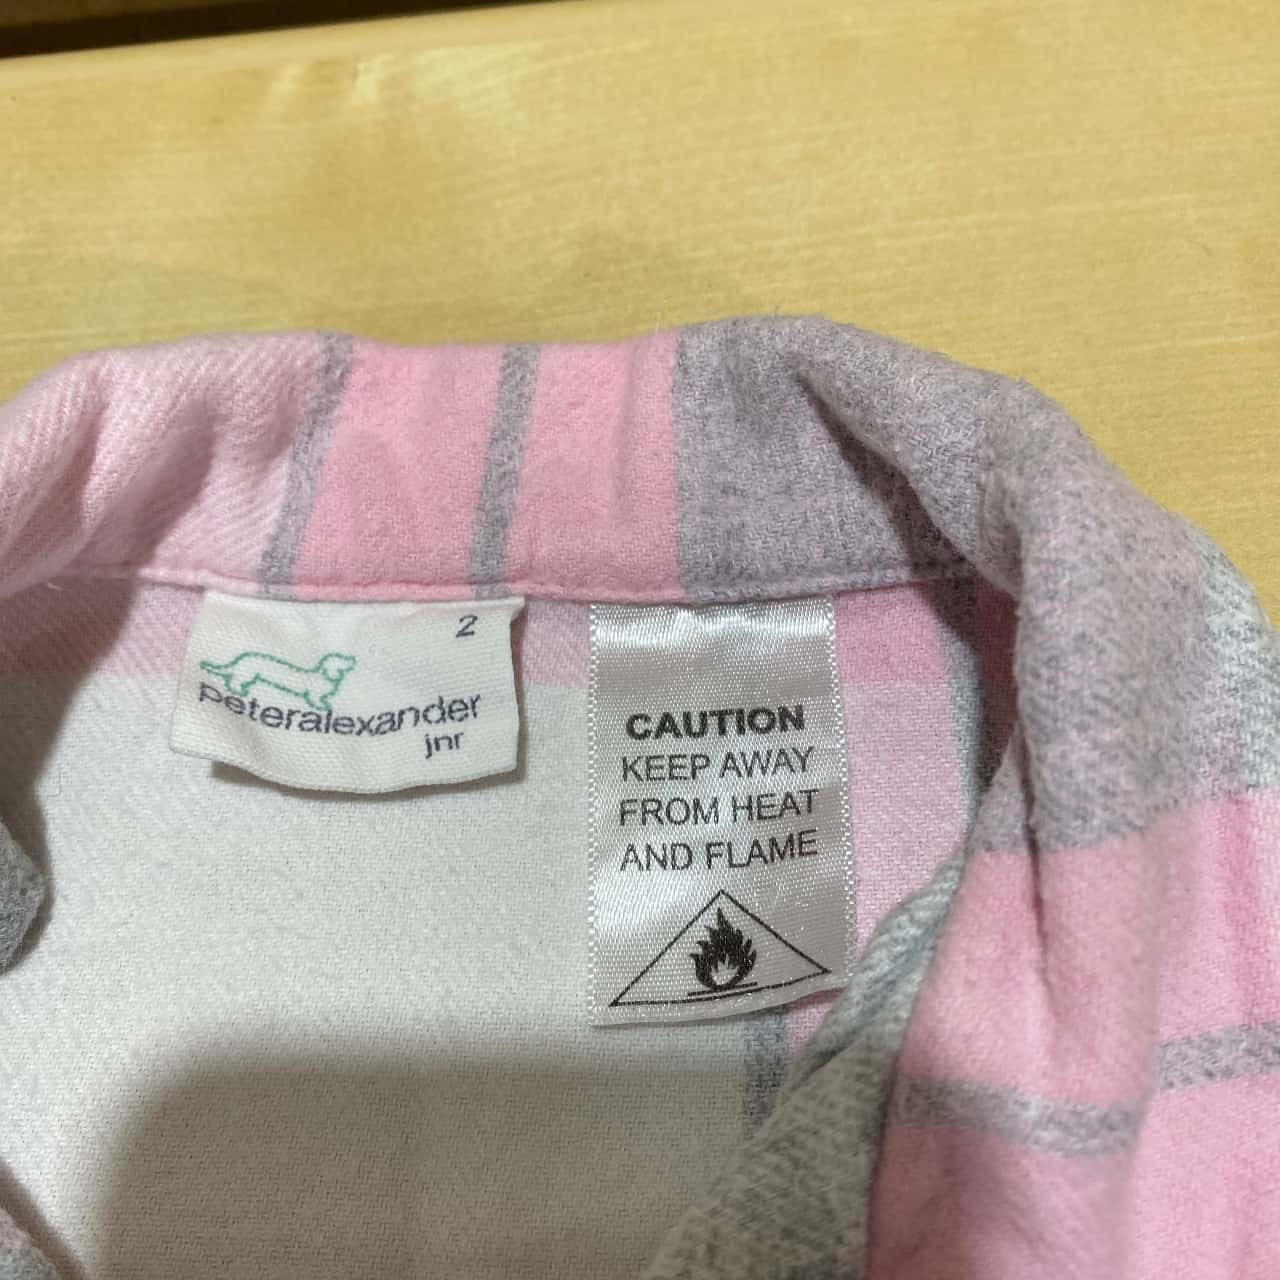 2
peteralexander
jnr
CAUTION
KEEP AWAY
FROM HEAT
AND FLAME